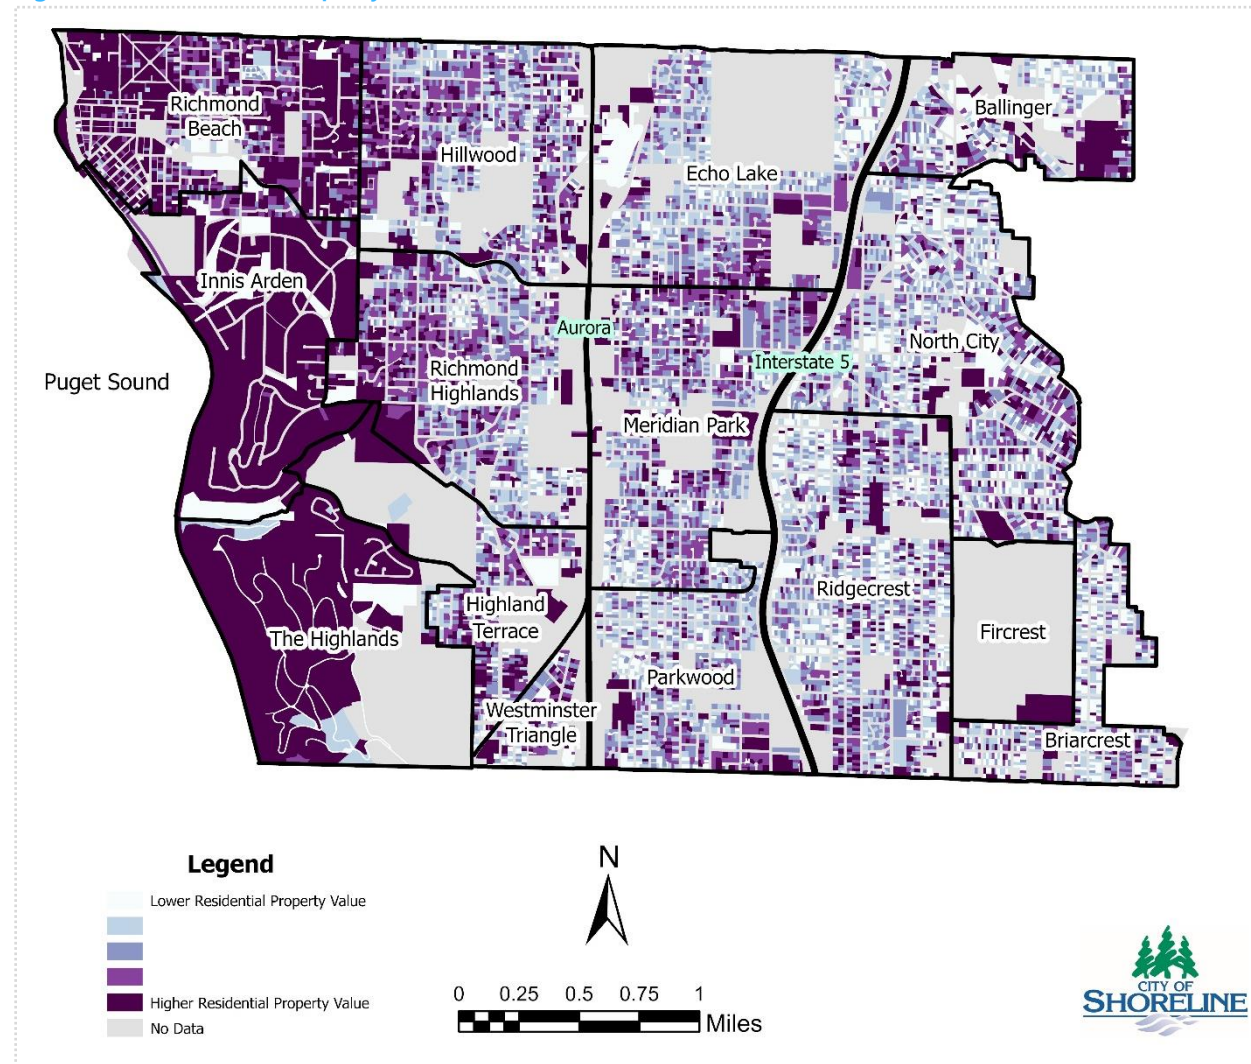 Richmond
Beach
Hillwood
Echo Lake
Ballinger
Innis Arden
Aurora
Interstate 5
North City
Puget Sound
Richmond
Highlands
Meridian Park
Ridgecrest
Highland
Terrace
Fircrest
The Highlands
Parkwood
Westminster
Triangle
Briarcrest
Legend
Lower Residential Property Value
Higher Residential Property Value
No Data
N
0 0.25 0.5 0.75 1
Miles
CITY OF
SHORELINE